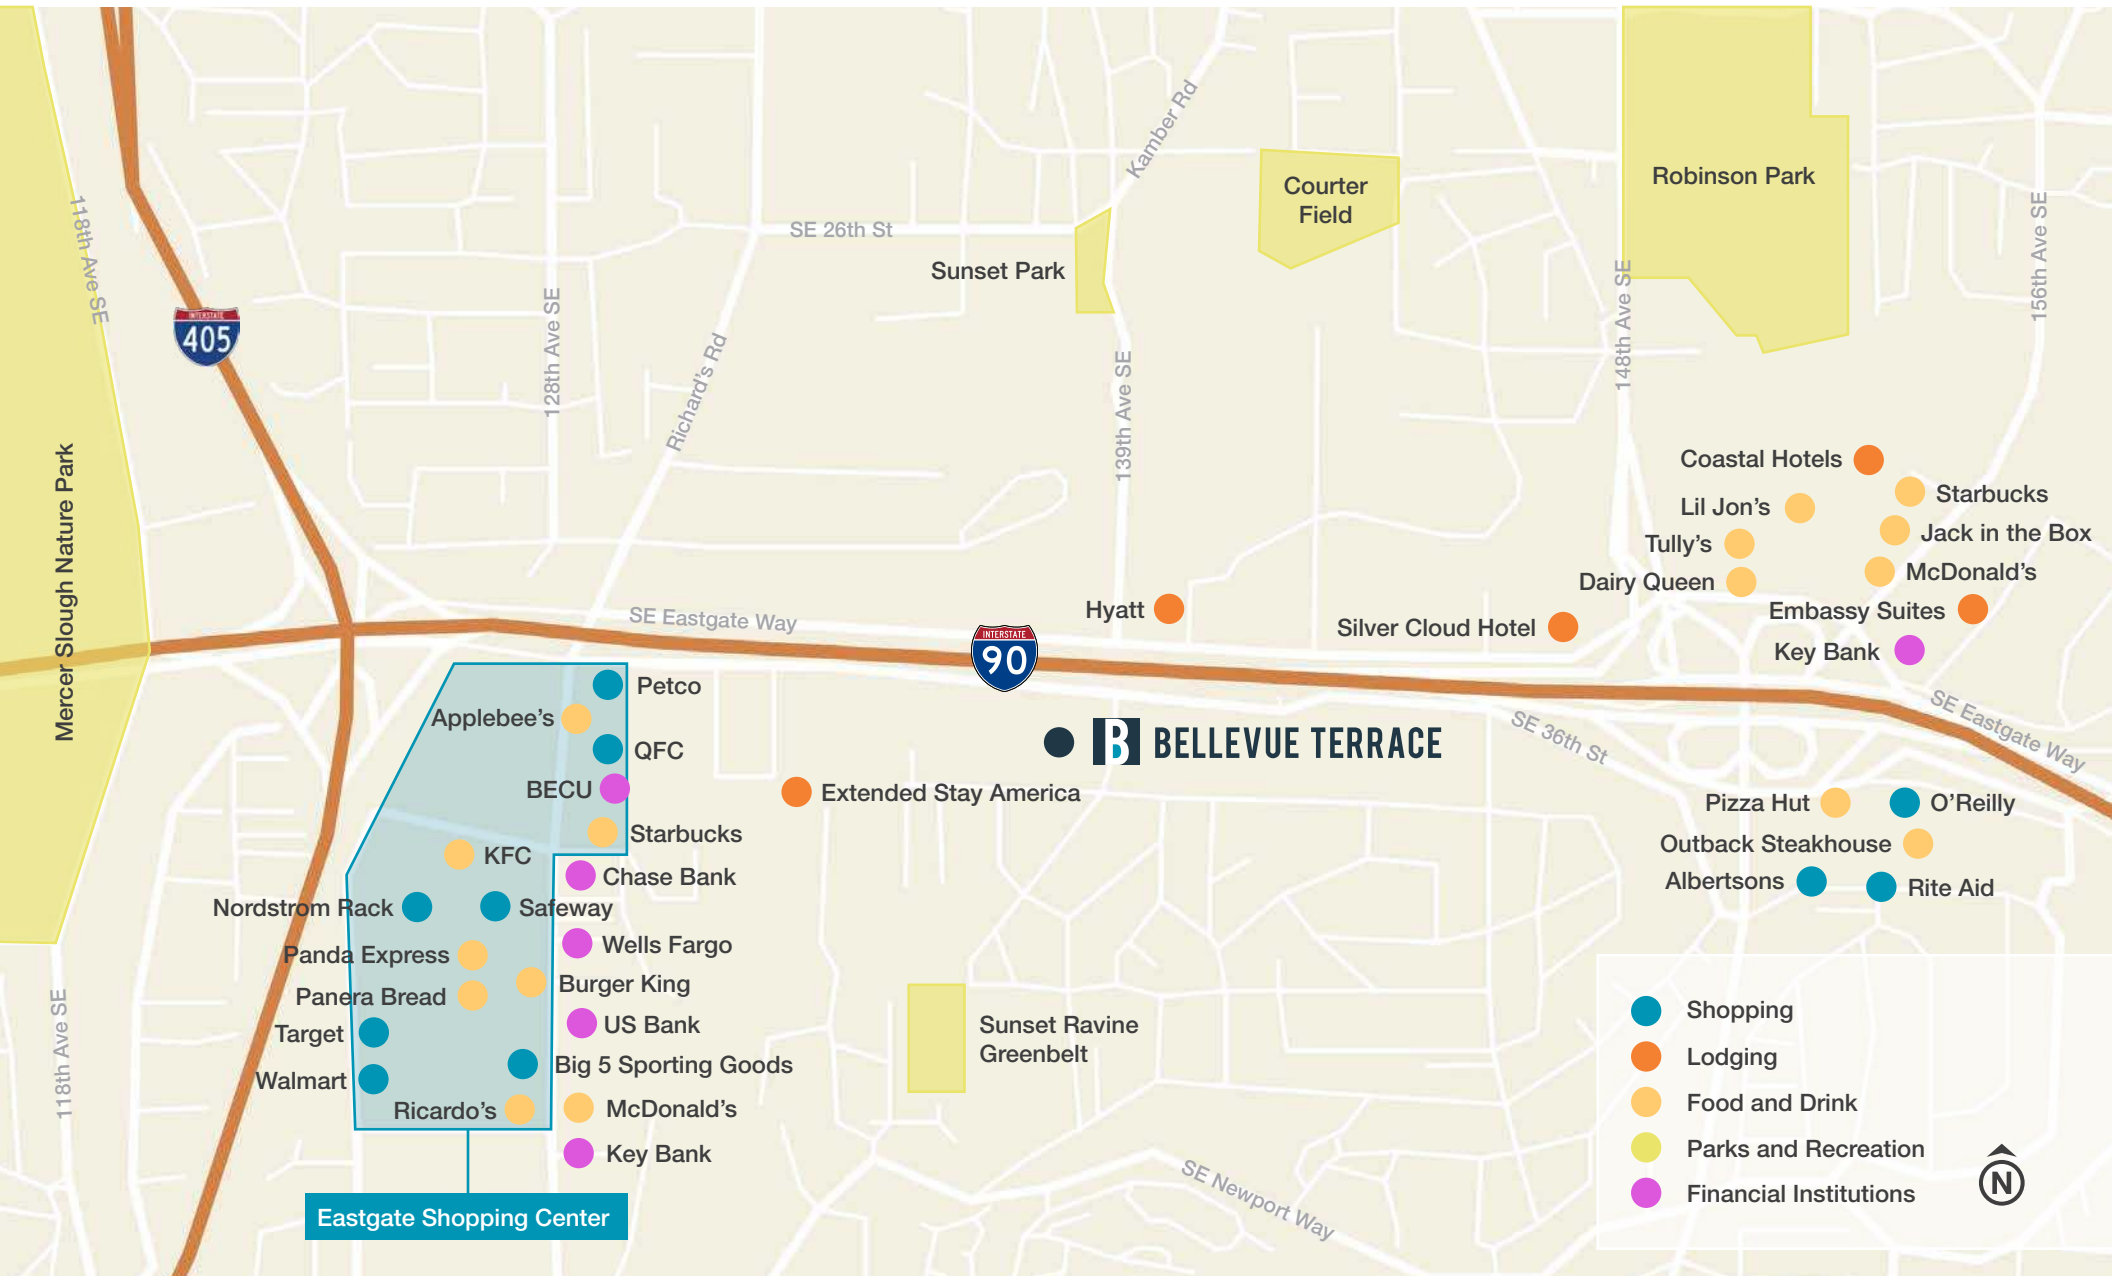 Kamber Rd
118th Ave SE
SE 26th St
Courter
Field
Robinson Park
156th Ave SE
Sunset Park
INTERSTATE
405
128th Ave SE
Richard's Rd
139th Ave SE
148th Ave SE
Mercer Slough Nature Park
Coastal Hotels
Starbucks
Lil Jon's
Jack in the Box
Tully's
McDonald's
Dairy Queen
Hyatt
Embassy Suites
SE Eastgate Way
Silver Cloud Hotel
INTERSTATE
90
Key Bank
Petco
Applebee's
QFC
B BELLEVUE TERRACE
SE 36th St
SE Eastgate Way
BECU
Extended Stay America
Pizza Hut
O'Reilly
Starbucks
Outback Steakhouse
KFC
Chase Bank
Albertsons
Rite Aid
Nordstrom Rack
Safeway
Wells Fargo
Panda Express
Burger King
Panera Bread
US Bank
Target
Sunset Ravine
Greenbelt
Big 5 Sporting Goods
118th Ave SE
Walmart
Ricardo's
McDonald's
Key Bank
SE Newport Way
Eastgate Shopping Center
Shopping
Lodging
Food and Drink
Parks and Recreation
Financial Institutions
N